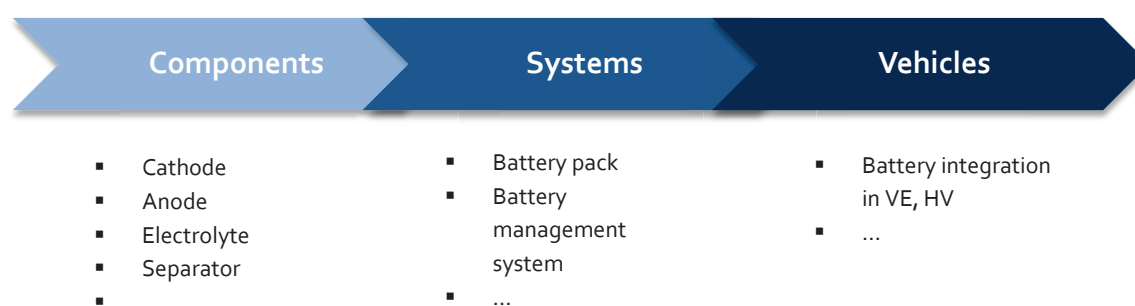 Components
Systems
Vehicles
▪ Cathode
▪ Anode
▪ Electrolyte
▪ Separator
▪
▪ Battery pack
▪ Battery
management
system
▪ ...
▪ Battery integration
in VE, HV
▪ ...